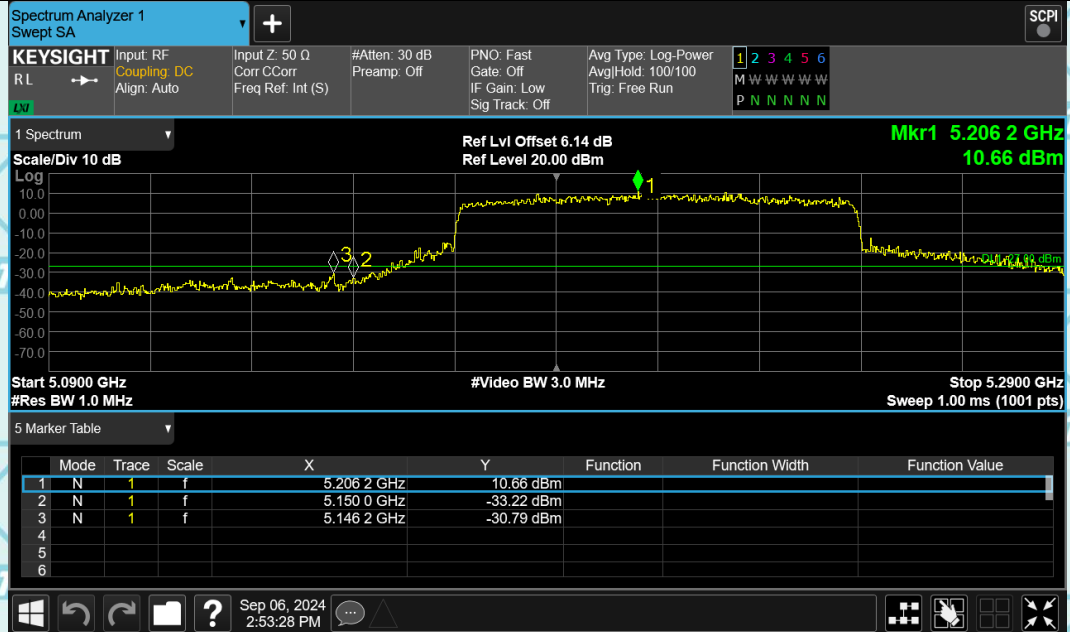 Spectrum Analyzer 1
Swept SA
+
SCPI
KEYSIGHT
R L
LXI
Input: RF
Coupling: DC
Align: Auto
Input Z: 50 Ω
Corr CCorr
Freq Ref: Int (S)
#Atten: 30 dB
Preamp: Off
PNO: Fast
Gate: Off
IF Gain: Low
Sig Track: Off
Avg Type: Log-Power
Avg|Hold: 100/100
Trig: Free Run
1 2 3 4 5 6
M W W W W W
P N N N N N
1 Spectrum
Scale/Div 10 dB
Ref Lvl Offset 6.14 dB
Ref Level 20.00 dBm
Mkr1 5.206 2 GHz
10.66 dBm
Log
10.0
0.00
-10.0
-20.0
-30.0
-40.0
-50.0
-60.0
-70.0
1
3
2
DL1 -27.00 dBm
Start 5.0900 GHz
#Video BW 3.0 MHz
Stop 5.2900 GHz
#Res BW 1.0 MHz
Sweep 1.00 ms (1001 pts)
5 Marker Table
Mode Trace Scale X Y Function Function Width Function Value
1 N 1 f 5.206 2 GHz 10.66 dBm
2 N 1 f 5.150 0 GHz -33.22 dBm
3 N 1 f 5.146 2 GHz -30.79 dBm
4
5
6
?
Sep 06, 2024
2:53:28 PM